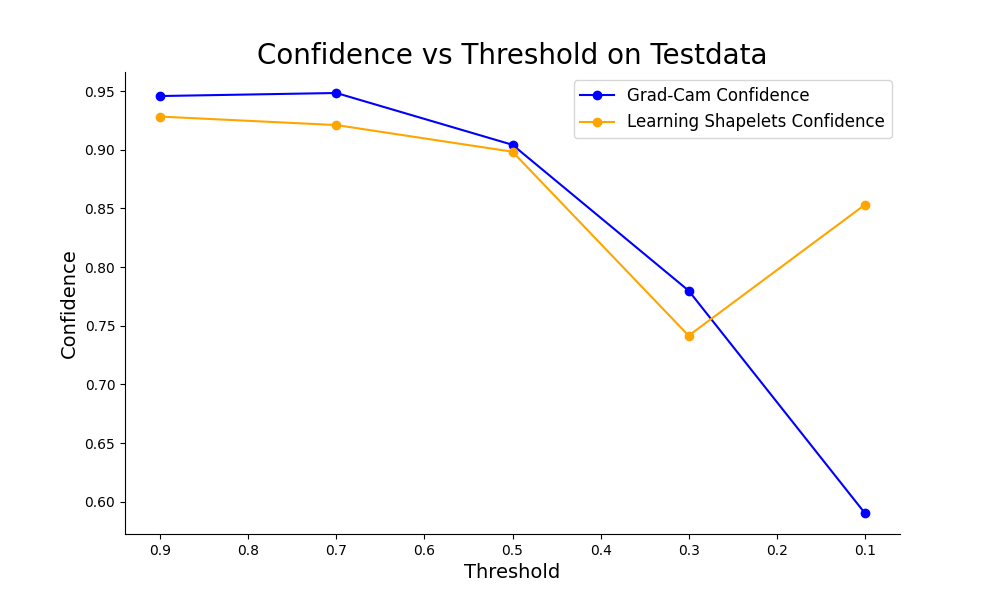 Confidence vs Threshold on Testdata
Grad-Cam Confidence
Learning Shapelets Confidence
Confidence
0.95
0.90
0.85
0.80
0.75
0.70
0.65
0.60
0.9 0.8 0.7 0.6 0.5 0.4 0.3 0.2 0.1
Threshold